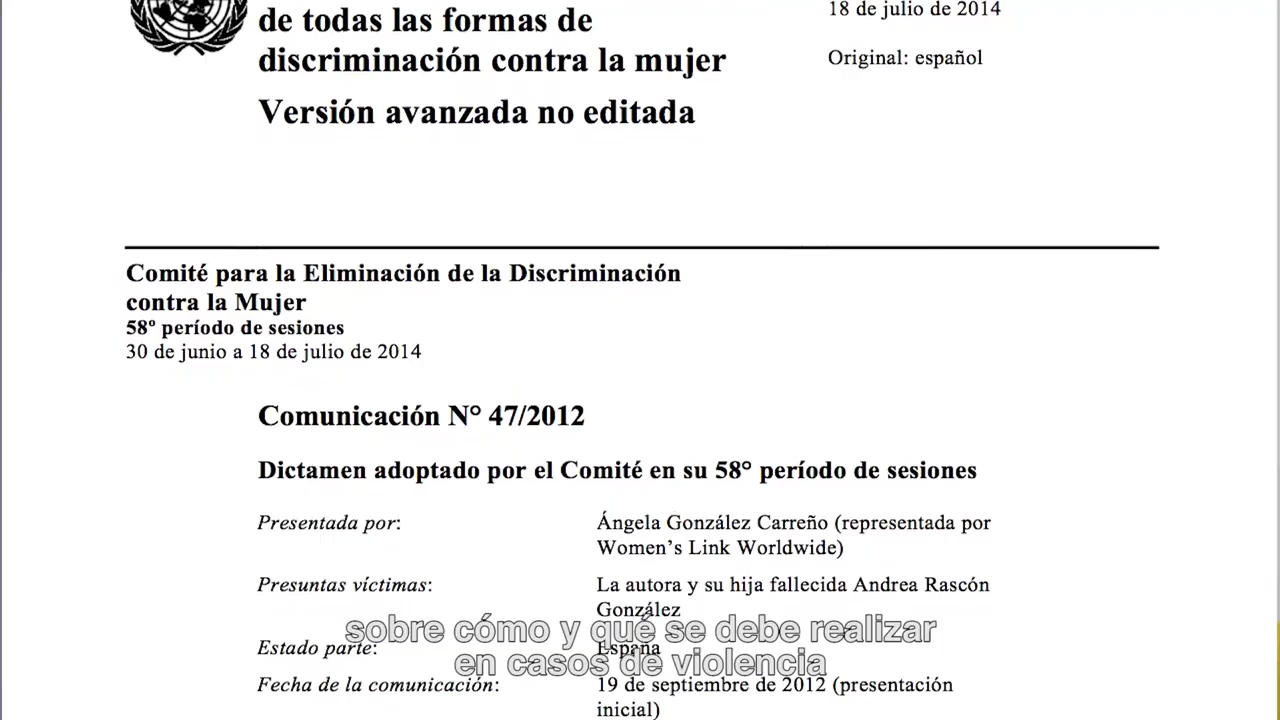 de todas las formas de
discriminación contra la mujer
Versión avanzada no editada
18 de julio de 2014
Original: español
Comité para la Eliminación de la Discriminación
contra la Mujer
58º período de sesiones
30 de junio a 18 de julio de 2014
Comunicación N° 47/2012
Dictamen adoptado por el Comité en su 58° período de sesiones
Presentada por: Ángela González Carreño (representada por
Women's Link Worldwide)
Presuntas víctimas: La autora y su hija fallecida Andrea Rascón
González
Estado parte: España
Fecha de la comunicación: 19 de septiembre de 2012 (presentación
inicial)
sobre cómo y qué se debe realizar
en casos de violencia